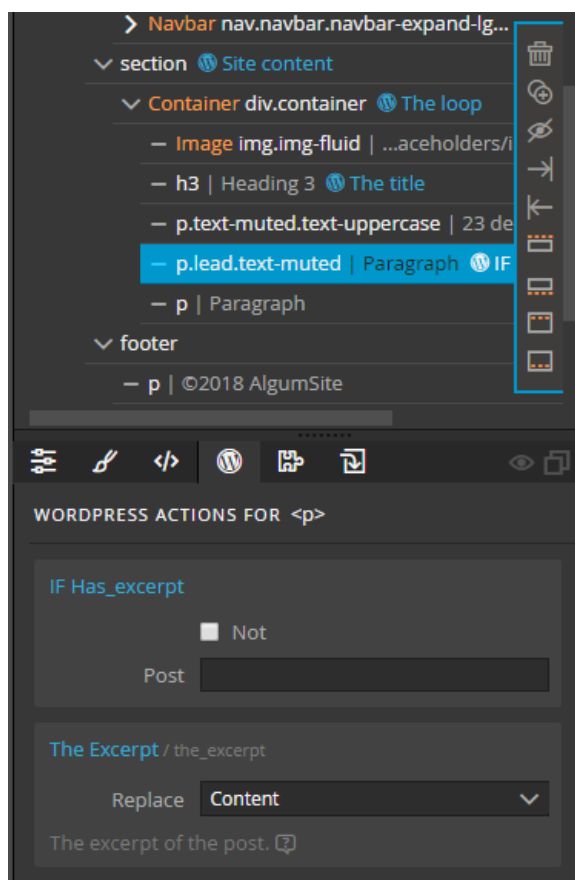 Navbar nav.navbar.navbar-expand-lg...
section Site content
Container div.container The loop
Image img.img-fluid | ...aceholders/i
h3 | Heading 3 The title
p.text-muted.text-uppercase | 23 de
p.lead.text-muted | Paragraph IF
p | Paragraph
footer
p | ©2018 AlgumSite
WORDPRESS ACTIONS FOR <p>
IF Has_excerpt
Not
Post
The Excerpt / the_excerpt
Replace Content
The excerpt of the post.